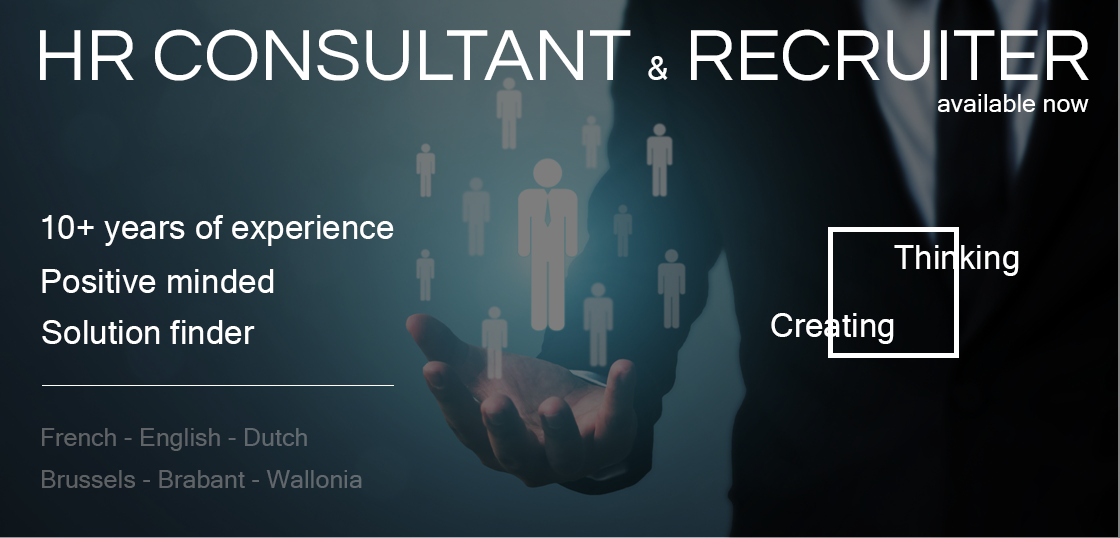 HR CONSULTANT & RECRUITER
available now
10+ years of experience
Positive minded
Solution finder
Thinking
Creating
French - English - Dutch
Brussels - Brabant - Wallonia